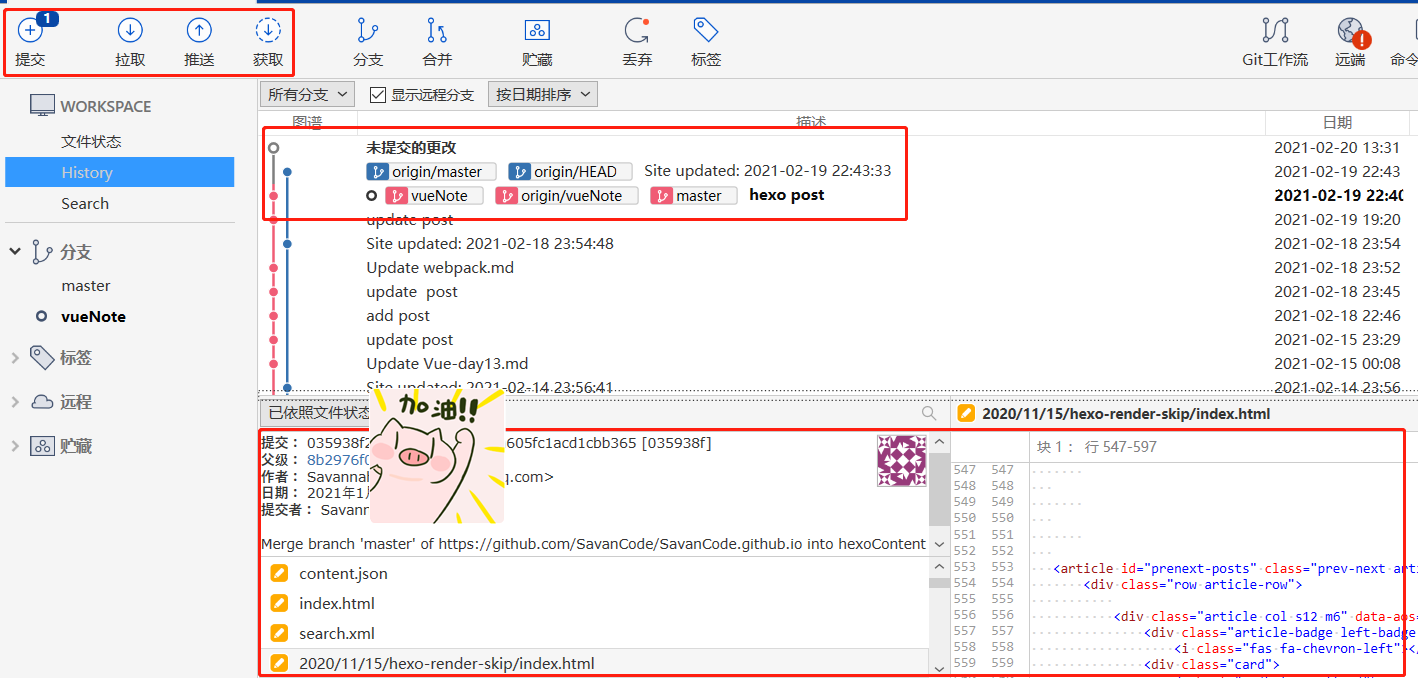 1
提交 拉取 推送 获取 分支 合并 贮藏 丢弃 标签 Git工作流 远端
WORKSPACE
文件状态
History
Search
分支
master
vueNote
标签
远程
贮藏
所有分支 显示远程分支 按日期排序
图谱 描述 日期
未提交的更改 2021-02-20 13:31
origin/master origin/HEAD Site updated: 2021-02-19 22:43:33 2021-02-19 22:43
vueNote origin/vueNote master hexo post 2021-02-19 22:40
update post 2021-02-19 19:20
Site updated: 2021-02-18 23:54:48 2021-02-18 23:54
Update webpack.md 2021-02-18 23:52
update post 2021-02-18 23:45
add post 2021-02-18 22:46
update post 2021-02-15 23:29
Update Vue-day13.md 2021-02-15 00:08
Site updated: 2021-02-14 23:56:41 2021-02-14 23:56
已依照文件状态
加油!!
提交： 035938f 605fc1acd1cbb365 [035938f]
父级： 8b2976f
作者： Savanna q.com>
日期： 2021年1
提交者： Savann
Merge branch 'master' of https://github.com/SavanCode/SavanCode.github.io into hexoContent
content.json
index.html
search.xml
2020/11/15/hexo-render-skip/index.html
2020/11/15/hexo-render-skip/index.html
块 1： 行 547-597
547 547
548 548
549 549
550 550
551 551
552 552
553 553 <article id="prenext-posts" class="prev-next
554 554 <div class="row article-row">
555 555
556 556 <div class="article col s12 m6" data-aos=
557 557 <div class="article-badge left-badge
558 558 <i class="fas fa-chevron-left"></
559 559 <div class="card">